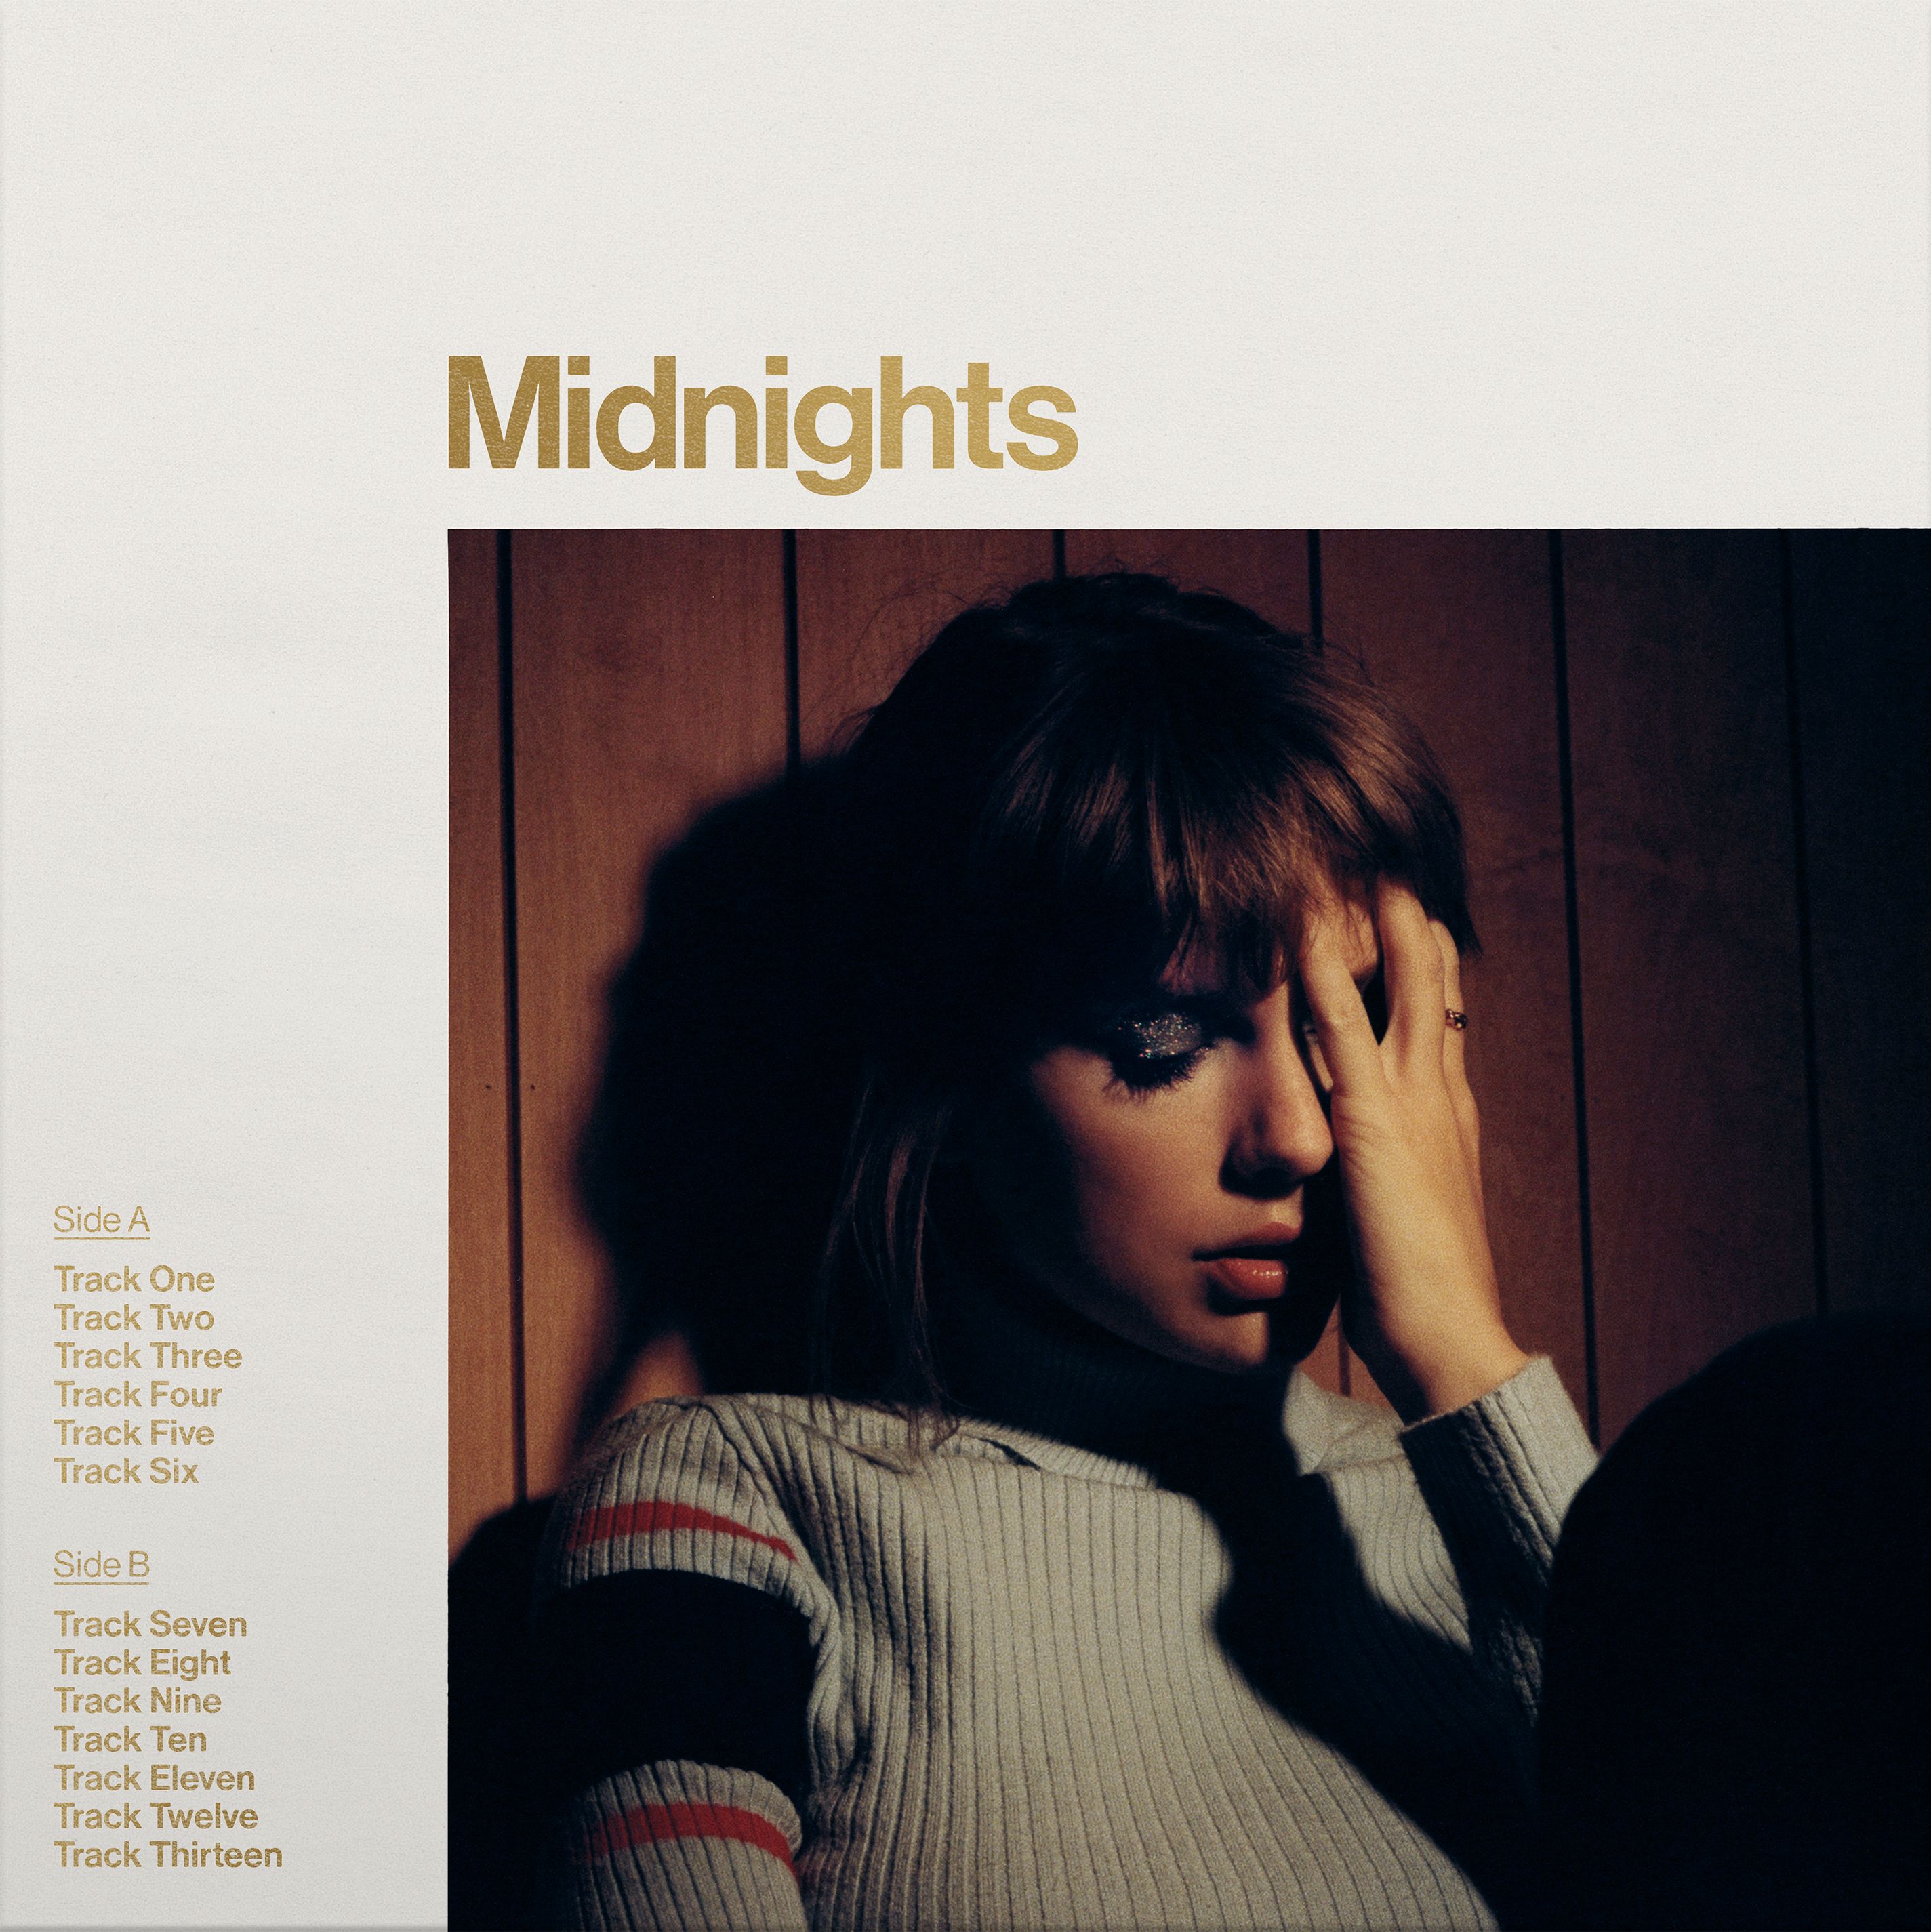 Midnights
Side A
Track One
Track Two
Track Three
Track Four
Track Five
Track Six
Side B
Track Seven
Track Eight
Track Nine
Track Ten
Track Eleven
Track Twelve
Track Thirteen